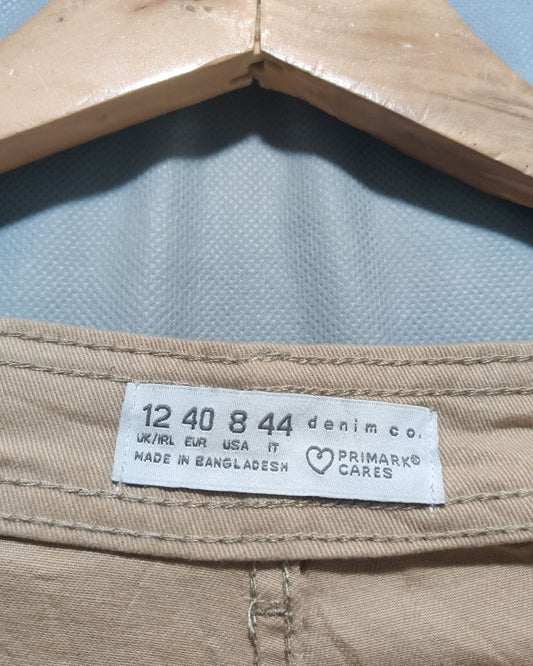 12 40 8 44 denim co.
UK/IRL EUR USA IT
MADE IN BANGLADESH
PRIMARK®
CARES